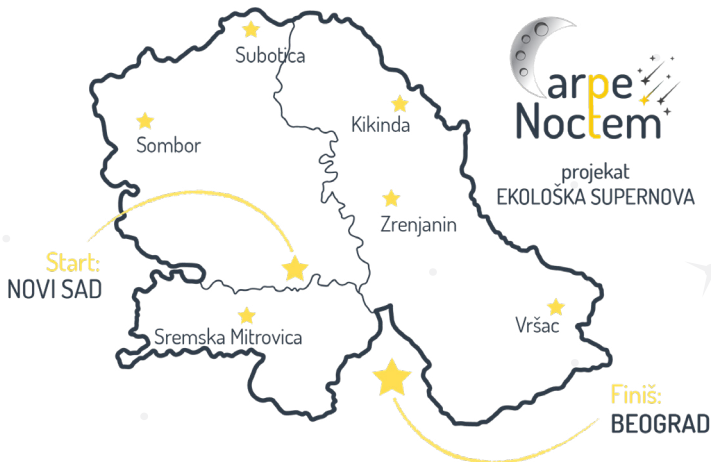 Subotica
Carpe
Noctem
Kikinda
Sombor
projekat
EKOLOŠKA SUPERNOVA
Zrenjanin
Start:
NOVI SAD
Vršac
Sremska Mitrovica
Finiš:
BEOGRAD